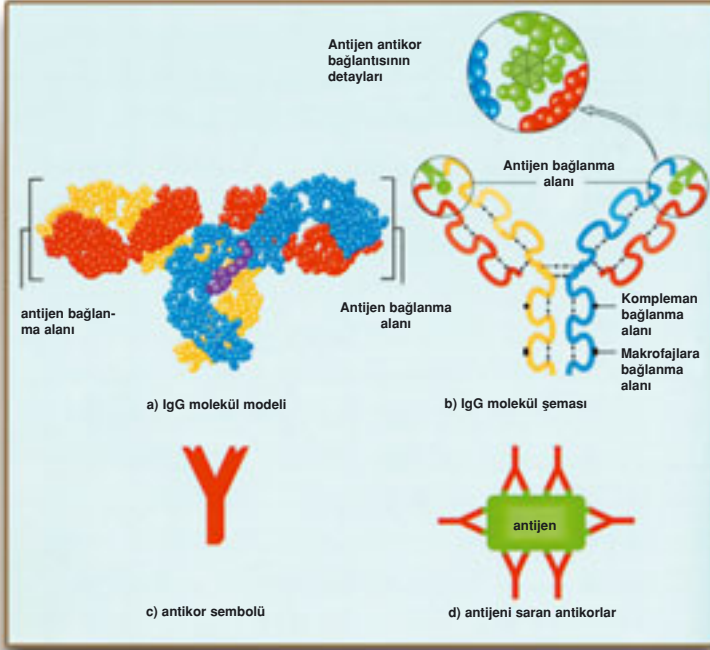 Antijen antikor
bağlantısının
detayları
Antijen bağlanma
alanı
antijen bağlan-
ma alanı
Antijen bağlanma
alanı
Kompleman
bağlanma
alanı
Makrofajlara
bağlanma
alanı
a) IgG molekül modeli
b) IgG molekül şeması
antijen
c) antikor sembolü
d) antijeni saran antikorlar